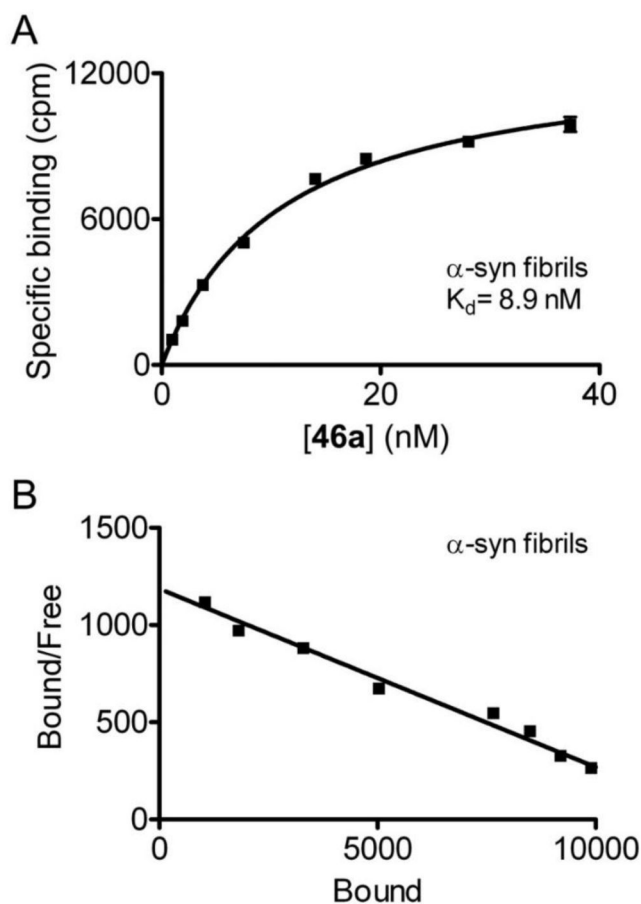 A
Specific binding (cpm)
12000
6000
0
α-syn fibrils
Kd= 8.9 nM
0 20 40
[46a] (nM)
B
Bound/Free
1500
1000
500
0
α-syn fibrils
0 5000 10000
Bound